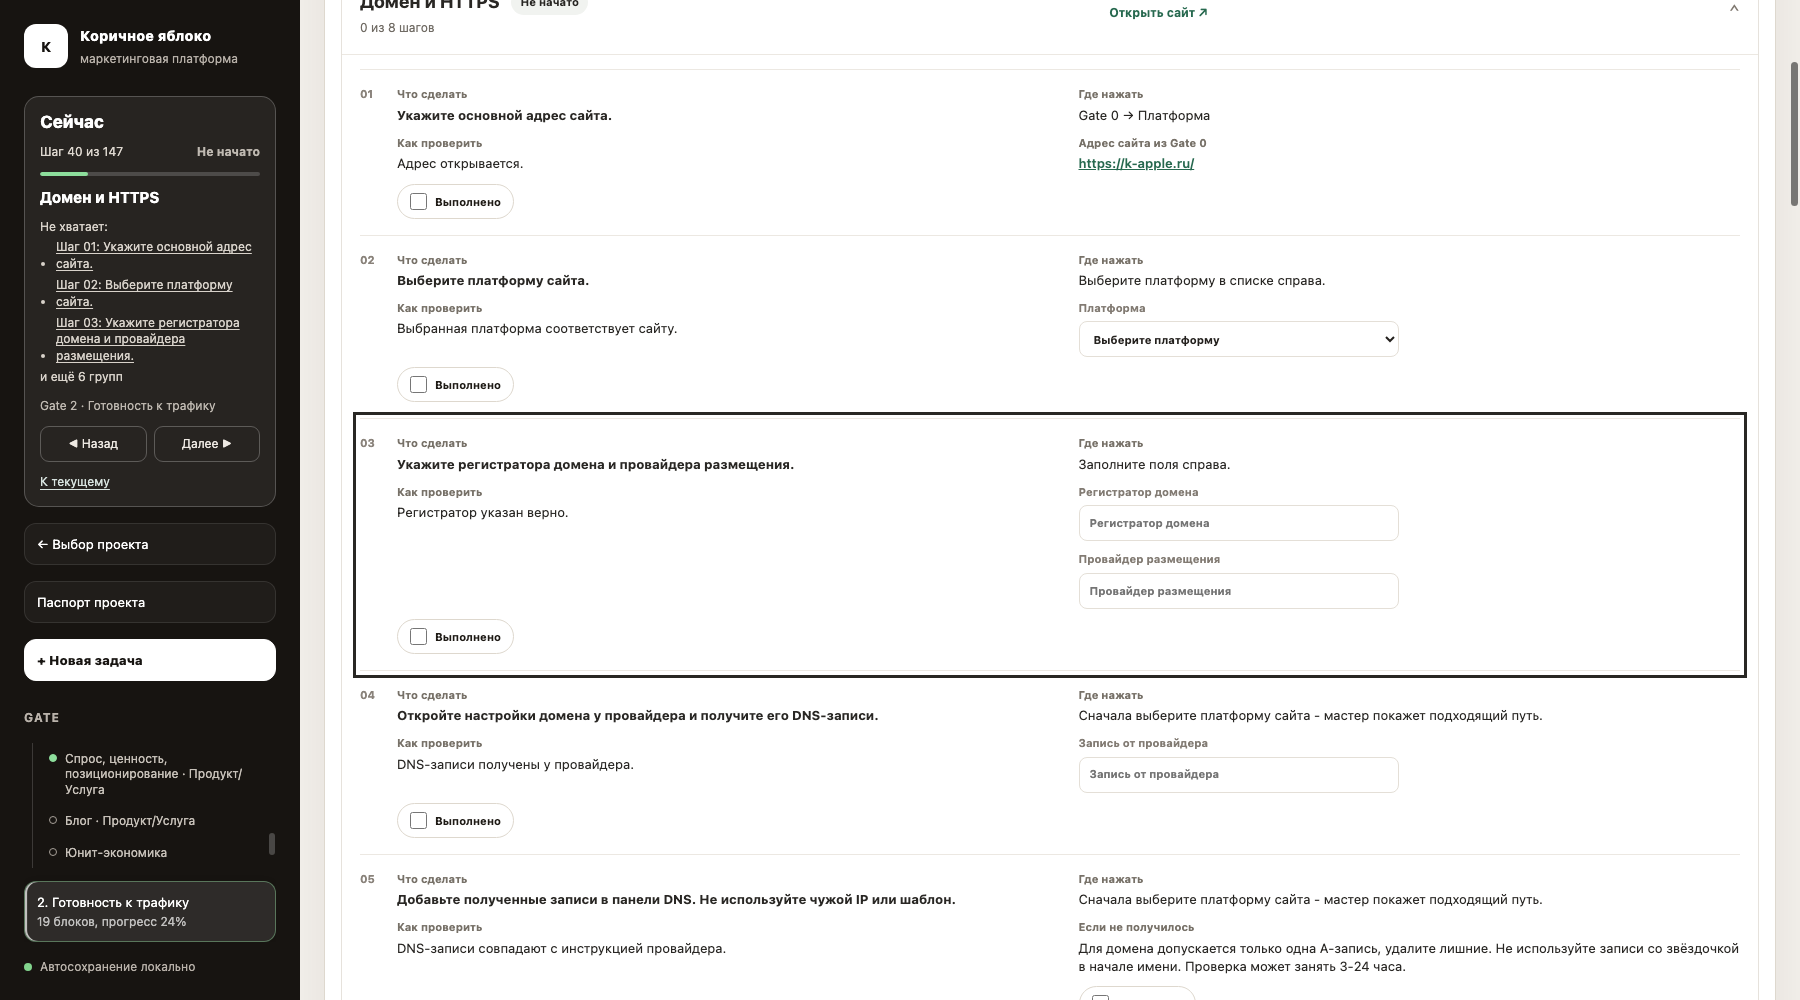 К
Коричное яблоко
маркетинговая платформа
Сейчас
Шаг 40 из 147
Не начато
Домен и HTTPS
Не хватает:
Шаг 01: Укажите основной адрес
сайта.
Шаг 02: Выберите платформу
сайта.
Шаг 03: Укажите регистратора
домена и провайдера
размещения.
и ещё 6 групп
Gate 2 · Готовность к трафику
◀ Назад
Далее ▶
К текущему
← Выбор проекта
Паспорт проекта
+ Новая задача
GATE
Спрос, ценность,
позиционирование · Продукт/
Услуга
Блог · Продукт/Услуга
Юнит-экономика
2. Готовность к трафику
19 блоков, прогресс 24%
Автосохранение локально
Домен и HTTPS
Не начато
0 из 8 шагов
Открыть сайт ↗
01
Что сделать
Укажите основной адрес сайта.
Как проверить
Адрес открывается.
Выполнено
Где нажать
Gate 0 → Платформа
Адрес сайта из Gate 0
https://k-apple.ru/
02
Что сделать
Выберите платформу сайта.
Как проверить
Выбранная платформа соответствует сайту.
Выполнено
Где нажать
Выберите платформу в списке справа.
Платформа
Выберите платформу
03
Что сделать
Укажите регистратора домена и провайдера размещения.
Как проверить
Регистратор указан верно.
Выполнено
Где нажать
Заполните поля справа.
Регистратор домена
Регистратор домена
Провайдер размещения
Провайдер размещения
04
Что сделать
Откройте настройки домена у провайдера и получите его DNS-записи.
Как проверить
DNS-записи получены у провайдера.
Выполнено
Где нажать
Сначала выберите платформу сайта - мастер покажет подходящий путь.
Запись от провайдера
Запись от провайдера
05
Что сделать
Добавьте полученные записи в панели DNS. Не используйте чужой IP или шаблон.
Как проверить
DNS-записи совпадают с инструкцией провайдера.
Где нажать
Сначала выберите платформу сайта - мастер покажет подходящий путь.
Если не получилось
Для домена допускается только одна A-запись, удалите лишние. Не используйте записи со звёздочкой
в начале имени. Проверка может занять 3-24 часа.